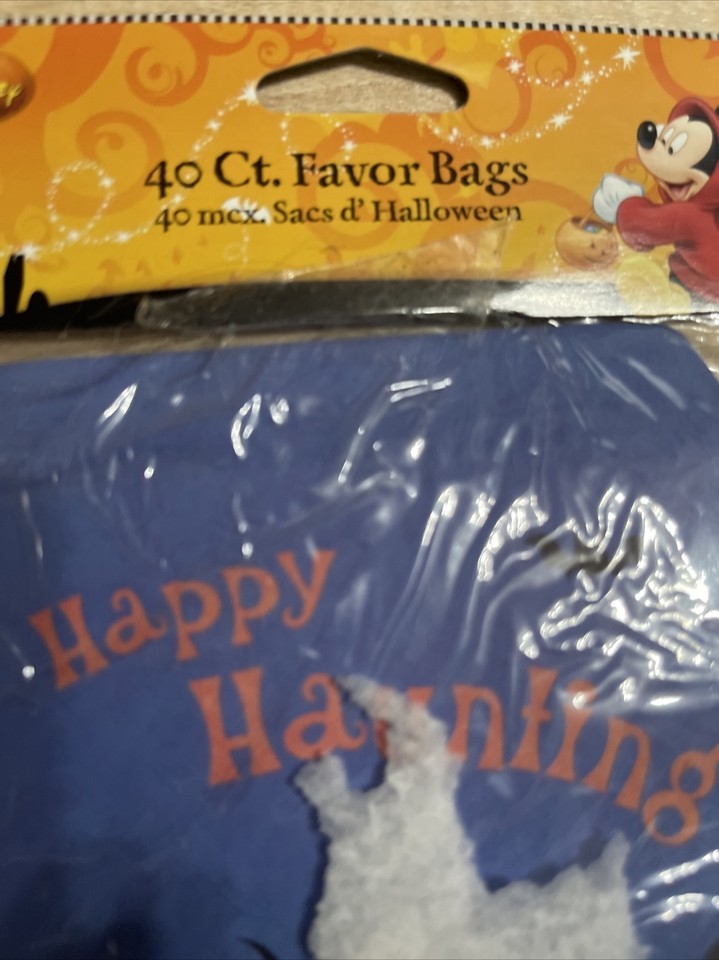 40 Ct. Favor Bags
40 mcx. Sacs d' Halloween
Happy
Haunting